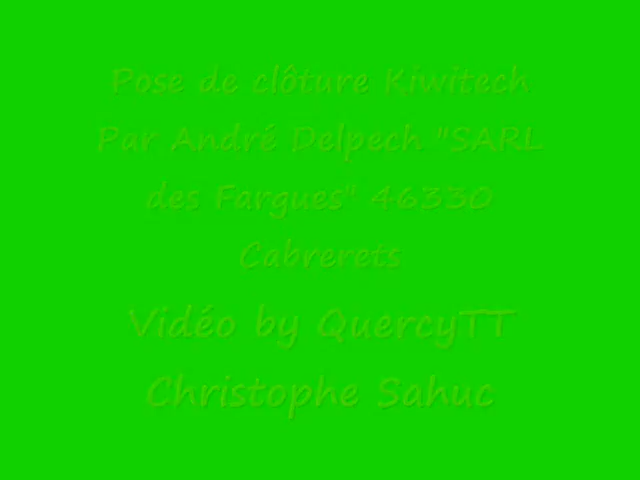 Pose de clôture Kiwitech
Par André Delpech "SARL
des Fargues" 46330
Cabrerets
Vidéo by QuercyTT
Christophe Sahuc